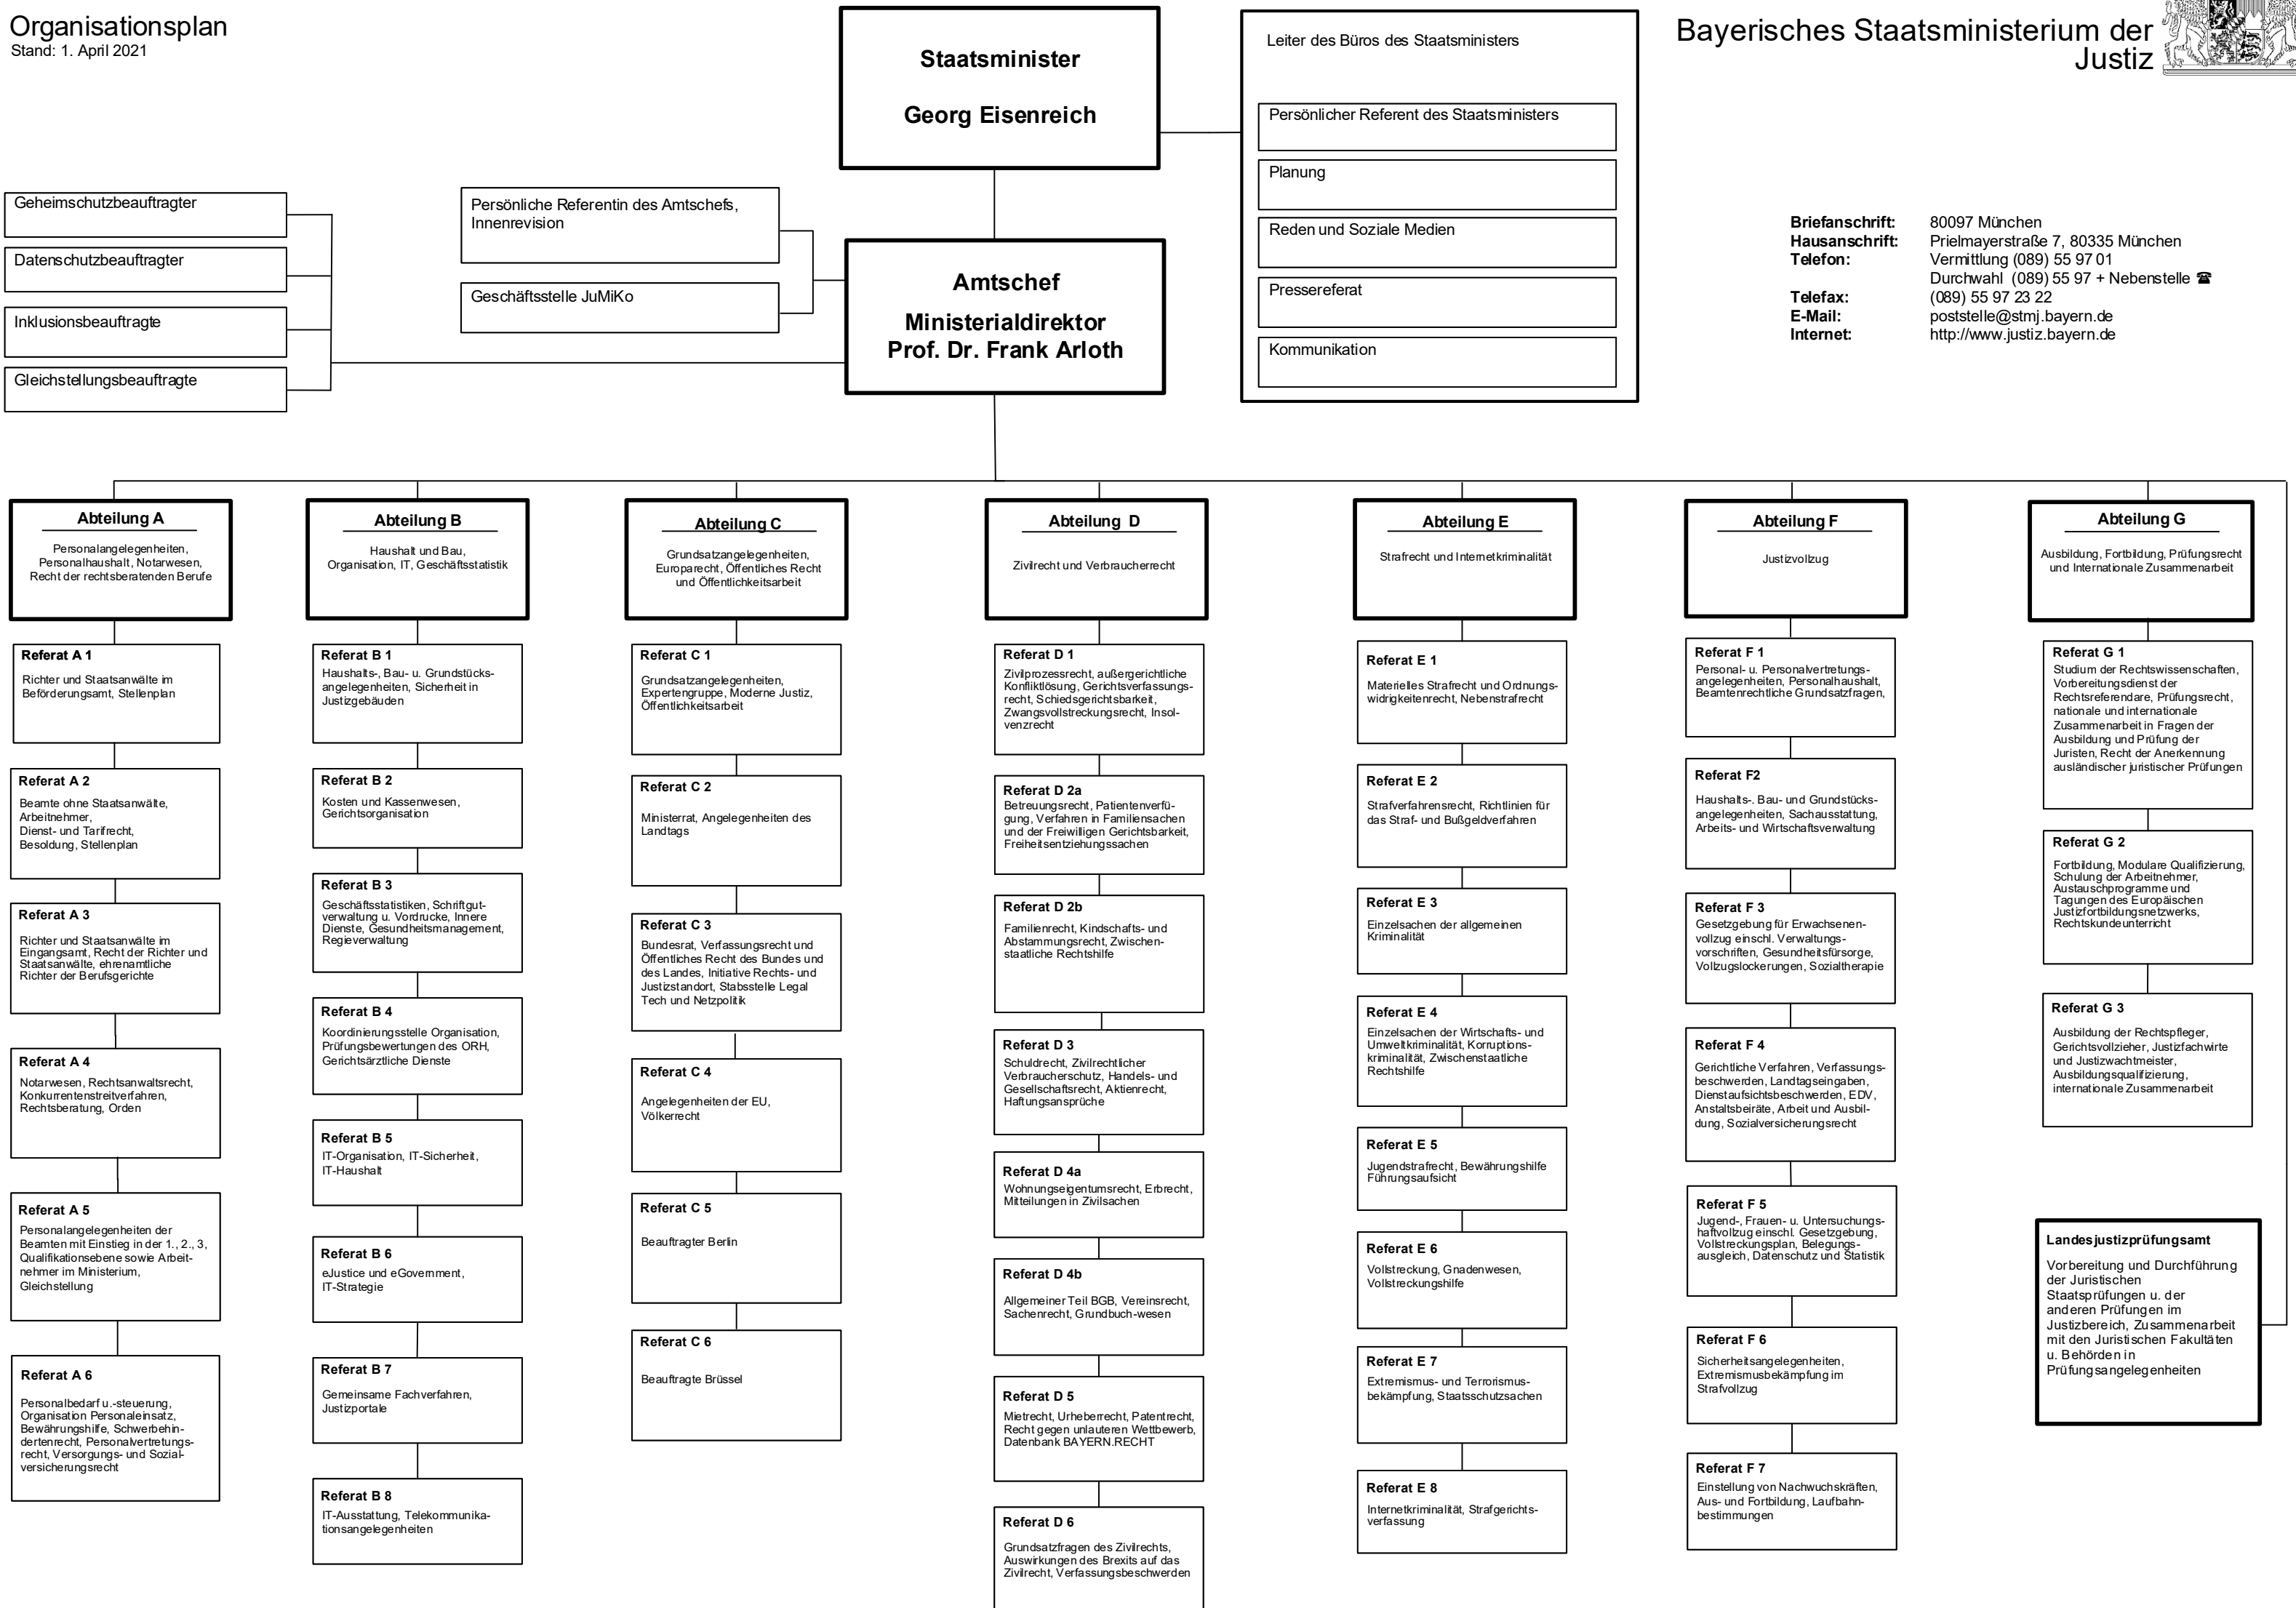 Organisationsplan
Stand: 1. April 2021
Staatsminister
Georg Eisenreich
Leiter des Büros des Staatsministers
Persönlicher Referent des Staatsministers
Planung
Reden und Soziale Medien
Pressereferat
Kommunikation
Bayerisches Staatsministerium der
Justiz
Geheimschutzbeauftragter
Datenschutzbeauftragter
Inklusionsbeauftragte
Gleichstellungsbeauftragte
Persönliche Referentin des Amtschefs,
Innenrevision
Geschäftsstelle JuMiKo
Amtschef
Ministerialdirektor
Prof. Dr. Frank Arloth
Briefanschrift: 80097 München
Hausanschrift: Prielmayerstraße 7, 80335 München
Telefon: Vermittlung (089) 55 97 01
Durchwahl (089) 55 97 + Nebenstelle ☎
Telefax: (089) 55 97 23 22
E-Mail: poststelle@stmj.bayern.de
Internet: http://www.justiz.bayern.de
Abteilung A
Personalangelegenheiten,
Personalhaushalt, Notarwesen,
Recht der rechtsberatenden Berufe
Referat A 1
Richter und Staatsanwälte im
Beförderungsamt, Stellenplan
Referat A 2
Beamte ohne Staatsanwälte,
Arbeitnehmer,
Dienst- und Tarifrecht,
Besoldung, Stellenplan
Referat A 3
Richter und Staatsanwälte im
Eingangsamt, Recht der Richter und
Staatsanwälte, ehrenamtliche
Richter der Berufsgerichte
Referat A 4
Notarwesen, Rechtsanwaltsrecht,
Konkurrentenstreitverfahren,
Rechtsberatung, Orden
Referat A 5
Personalangelegenheiten der
Beamten mit Einstieg in der 1., 2., 3,
Qualifikationsebene sowie Arbeit-
nehmer im Ministerium,
Gleichstellung
Referat A 6
Personalbedarf u.-steuerung,
Organisation Personaleinsatz,
Bewährungshilfe, Schwerbehin-
dertenrecht, Personalvertretungs-
recht, Versorgungs- und Sozial-
versicherungsrecht
Abteilung B
Haushalt und Bau,
Organisation, IT, Geschäftsstatistik
Referat B 1
Haushalts-, Bau- u. Grundstücks-
angelegenheiten, Sicherheit in
Justizgebäuden
Referat B 2
Kosten und Kassenwesen,
Gerichtsorganisation
Referat B 3
Geschäftsstatistiken, Schriftgut-
verwaltung u. Vordrucke, Innere
Dienste, Gesundheitsmanagement,
Regieverwaltung
Referat B 4
Koordinierungsstelle Organisation,
Prüfungsbewertungen des ORH,
Gerichtsärztliche Dienste
Referat B 5
IT-Organisation, IT-Sicherheit,
IT-Haushalt
Referat B 6
eJustice und eGovernment,
IT-Strategie
Referat B 7
Gemeinsame Fachverfahren,
Justizportale
Referat B 8
IT-Ausstattung, Telekommunika-
tionsangelegenheiten
Abteilung C
Grundsatzangelegenheiten,
Europarecht, Öffentliches Recht
und Öffentlichkeitsarbeit
Referat C 1
Grundsatzangelegenheiten,
Expertengruppe, Moderne Justiz,
Öffentlichkeitsarbeit
Referat C 2
Ministerrat, Angelegenheiten des
Landtags
Referat C 3
Bundesrat, Verfassungsrecht und
Öffentliches Recht des Bundes und
des Landes, Initiative Rechts- und
Justizstandort, Stabsstelle Legal
Tech und Netzpolitik
Referat C 4
Angelegenheiten der EU,
Völkerrecht
Referat C 5
Beauftragter Berlin
Referat C 6
Beauftragte Brüssel
Abteilung D
Zivilrecht und Verbraucherrecht
Referat D 1
Zivilprozessrecht, außergerichtliche
Konfliktlösung, Gerichtsverfassungs-
recht, Schiedsgerichtsbarkeit,
Zwangsvollstreckungsrecht, Insol-
venzrecht
Referat D 2a
Betreuungsrecht, Patientenverfü-
gung, Verfahren in Familiensachen
und der Freiwilligen Gerichtsbarkeit,
Freiheitsentziehungssachen
Referat D 2b
Familienrecht, Kindschafts- und
Abstammungsrecht, Zwischen-
staatliche Rechtshilfe
Referat D 3
Schuldrecht, Zivilrechtlicher
Verbraucherschutz, Handels- und
Gesellschaftsrecht, Aktienrecht,
Haftungsansprüche
Referat D 4a
Wohnungseigentumsrecht, Erbrecht,
Mitteilungen in Zivilsachen
Referat D 4b
Allgemeiner Teil BGB, Vereinsrecht,
Sachenrecht, Grundbuch-wesen
Referat D 5
Mietrecht, Urheberrecht, Patentrecht,
Recht gegen unlauteren Wettbewerb,
Datenbank BAYERN.RECHT
Referat D 6
Grundsatzfragen des Zivilrechts,
Auswirkungen des Brexits auf das
Zivilrecht, Verfassungsbeschwerden
Abteilung E
Strafrecht und Internetkriminalität
Referat E 1
Materielles Strafrecht und Ordnungs-
widrigkeitenrecht, Nebenstrafrecht
Referat E 2
Strafverfahrensrecht, Richtlinien für
das Straf- und Bußgeldverfahren
Referat E 3
Einzelsachen der allgemeinen
Kriminalität
Referat E 4
Einzelsachen der Wirtschafts- und
Umweltkriminalität, Korruptions-
kriminalität, Zwischenstaatliche
Rechtshilfe
Referat E 5
Jugendstrafrecht, Bewährungshilfe
Führungsaufsicht
Referat E 6
Vollstreckung, Gnadenwesen,
Vollstreckungshilfe
Referat E 7
Extremismus- und Terrorismus-
bekämpfung, Staatsschutzsachen
Referat E 8
Internetkriminalität, Strafgerichts-
verfassung
Abteilung F
Justizvollzug
Referat F 1
Personal- u. Personalvertretungs-
angelegenheiten, Personalhaushalt,
Beamtenrechtliche Grundsatzfragen,
Referat F2
Haushalts-. Bau- und Grundstücks-
angelegenheiten, Sachausstattung,
Arbeits- und Wirtschaftsverwaltung
Referat F 3
Gesetzgebung für Erwachsenen-
vollzug einschl. Verwaltungs-
vorschriften, Gesundheitsfürsorge,
Vollzugslockerungen, Sozialtherapie
Referat F 4
Gerichtliche Verfahren, Verfassungs-
beschwerden, Landtagseingaben,
Dienstaufsichtsbeschwerden, EDV,
Anstaltsbeiräte, Arbeit und Ausbil-
dung, Sozialversicherungsrecht
Referat F 5
Jugend-, Frauen- u. Untersuchungs-
haftvollzug einschl. Gesetzgebung,
Vollstreckungsplan, Belegungs-
ausgleich, Datenschutz und Statistik
Referat F 6
Sicherheitsangelegenheiten,
Extremismusbekämpfung im
Strafvollzug
Referat F 7
Einstellung von Nachwuchskräften,
Aus- und Fortbildung, Laufbahn-
bestimmungen
Abteilung G
Ausbildung, Fortbildung, Prüfungsrecht
und Internationale Zusammenarbeit
Referat G 1
Studium der Rechtswissenschaften,
Vorbereitungsdienst der
Rechtsreferendare, Prüfungsrecht,
nationale und internationale
Zusammenarbeit in Fragen der
Ausbildung und Prüfung der
Juristen, Recht der Anerkennung
ausländischer juristischer Prüfungen
Referat G 2
Fortbildung, Modulare Qualifizierung,
Schulung der Arbeitnehmer,
Austauschprogramme und
Tagungen des Europäischen
Justizfortbildungsnetzwerks,
Rechtskundeunterricht
Referat G 3
Ausbildung der Rechtspfleger,
Gerichtsvollzieher, Justizfachwirte
und Justizwachtmeister,
Ausbildungsqualifizierung,
internationale Zusammenarbeit
Landesjustizprüfungsamt
Vorbereitung und Durchführung
der Juristischen
Staatsprüfungen u. der
anderen Prüfungen im
Justizbereich, Zusammenarbeit
mit den Juristischen Fakultäten
u. Behörden in
Prüfungsangelegenheiten